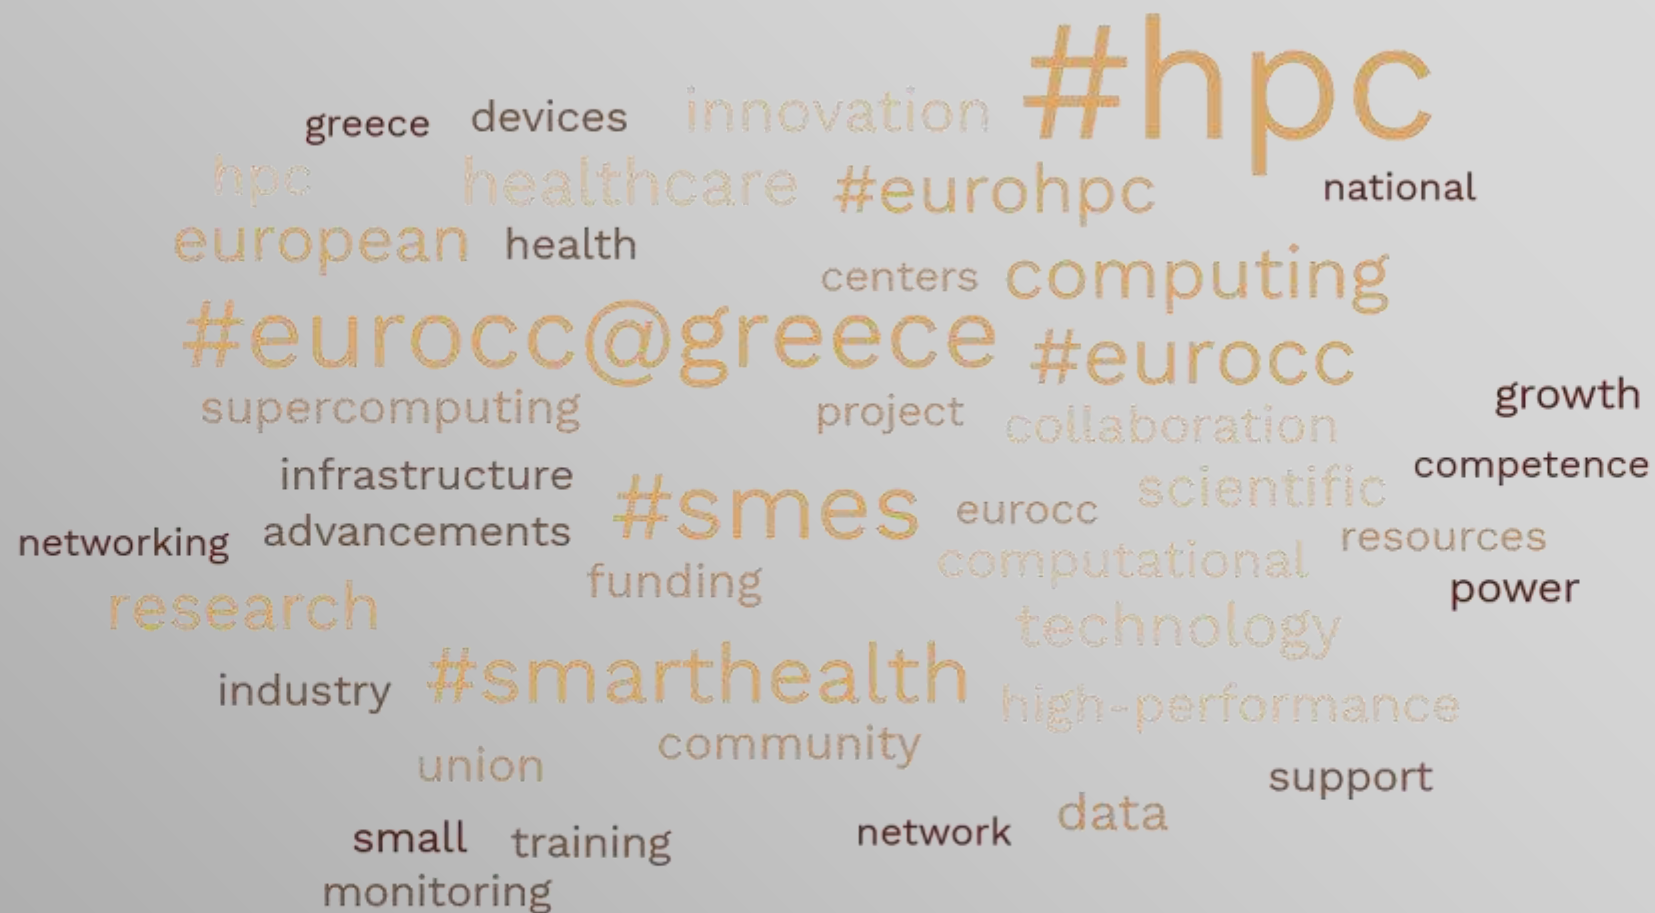 #hpc
greece devices innovation
hpc healthcare #eurohpc national
european health
centers computing
#eurocc@greece #eurocc
supercomputing project collaboration growth
infrastructure #smes eurocc scientific competence
networking advancements computational resources
research funding technology power
industry #smarthealth high-performance
union community support
small training network data
monitoring